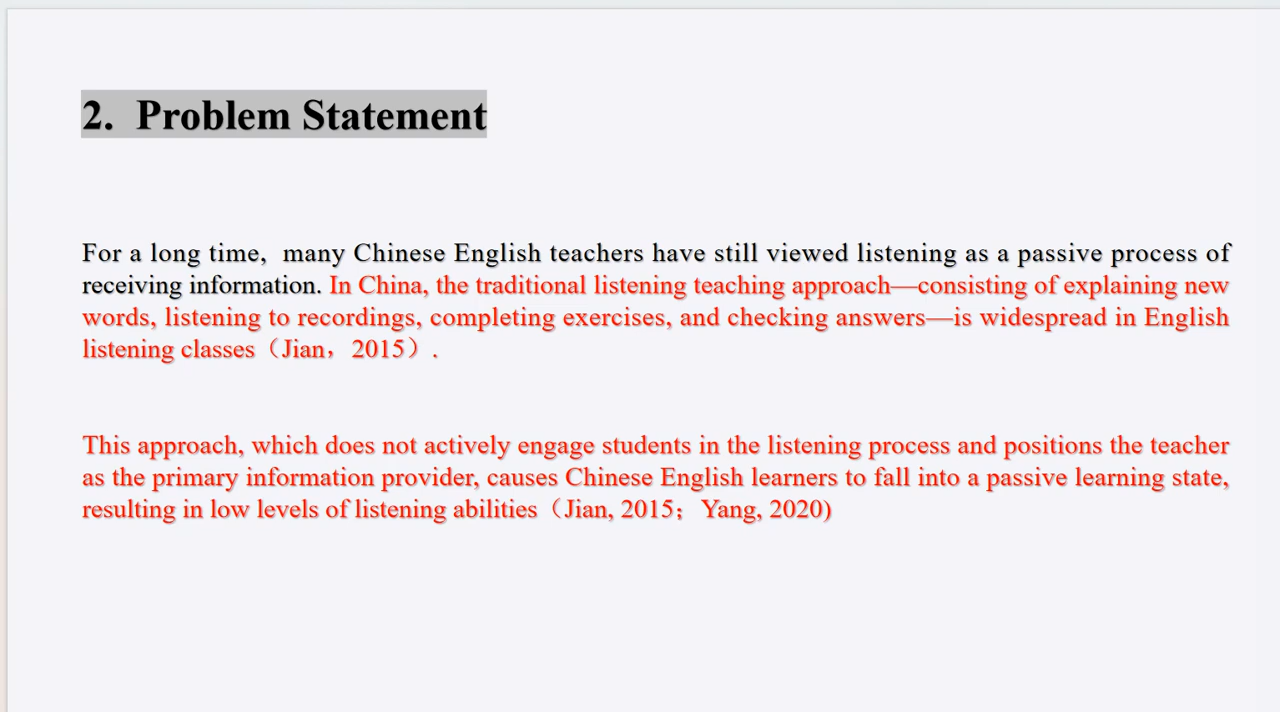 2.  Problem Statement
For a long time,  many Chinese English teachers have still viewed listening as a passive process of
receiving information. In China, the traditional listening teaching approach—consisting of explaining new
words, listening to recordings, completing exercises, and checking answers—is widespread in English
listening classes（Jian，2015）.
This approach, which does not actively engage students in the listening process and positions the teacher
as the primary information provider, causes Chinese English learners to fall into a passive learning state,
resulting in low levels of listening abilities（Jian, 2015；Yang, 2020)